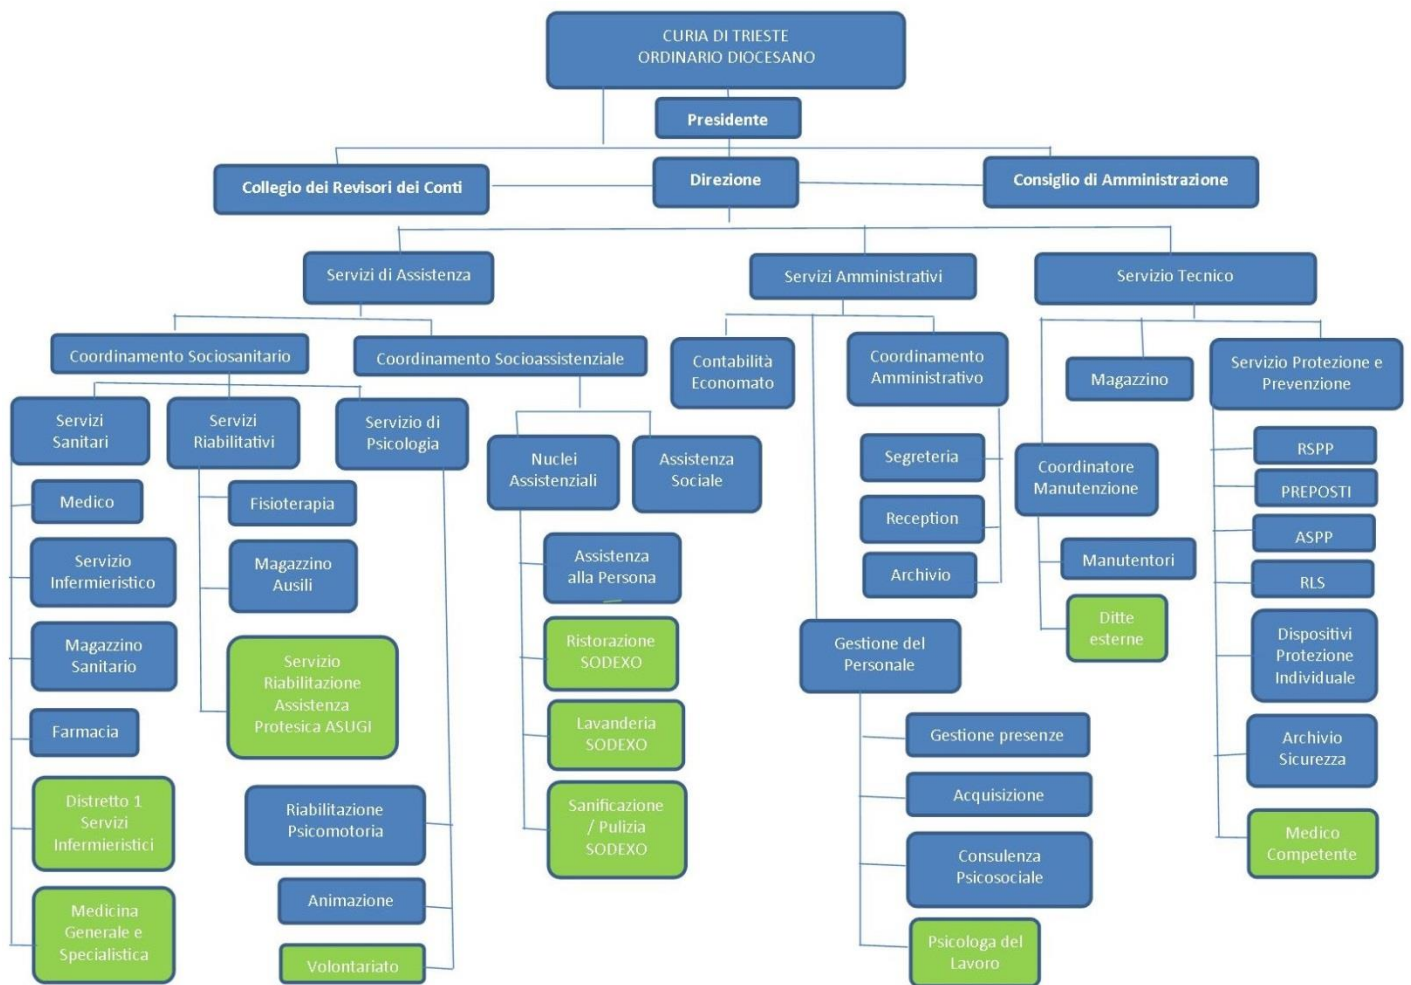 CURIA DI TRIESTE
ORDINARIO DIOCESANO
Presidente
Collegio dei Revisori dei Conti
Direzione
Consiglio di Amministrazione
Servizi di Assistenza
Servizi Amministrativi
Servizio Tecnico
Coordinamento Sociosanitario
Coordinamento Socioassistenziale
Contabilità
Economato
Coordinamento
Amministrativo
Magazzino
Servizio Protezione e
Prevenzione
Servizi
Sanitari
Servizi
Riabilitativi
Servizio di
Psicologia
Nuclei
Assistenziali
Assistenza
Sociale
Segreteria
Reception
Archivio
Coordinatore
Manutenzione
RSPP
PREPOSTI
ASPP
RLS
Dispositivi
Protezione
Individuale
Archivio
Sicurezza
Medico
Competente
Medico
Servizio
Infermieristico
Magazzino
Sanitario
Farmacia
Distretto 1
Servizi
Infermieristici
Medicina
Generale e
Specialistica
Fisioterapia
Magazzino
Ausili
Servizio
Riabilitazione
Assistenza
Protesica ASUGI
Riabilitazione
Psicomotoria
Animazione
Volontariato
Assistenza
alla Persona
Ristorazione
SODEXO
Lavanderia
SODEXO
Sanificazione
/ Pulizia
SODEXO
Gestione del
Personale
Gestione presenze
Acquisizione
Consulenza
Psicosociale
Psicologa del
Lavoro
Manutentori
Ditte
esterne